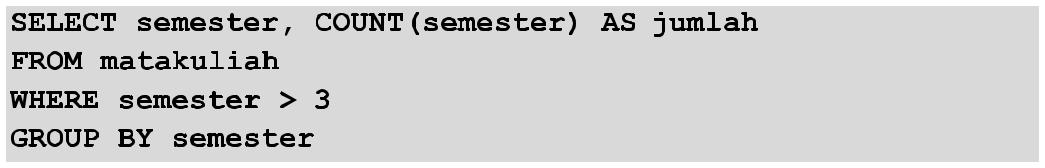 SELECT semester, COUNT(semester) AS jumlah
FROM matakuliah
WHERE semester > 3
GROUP BY semester